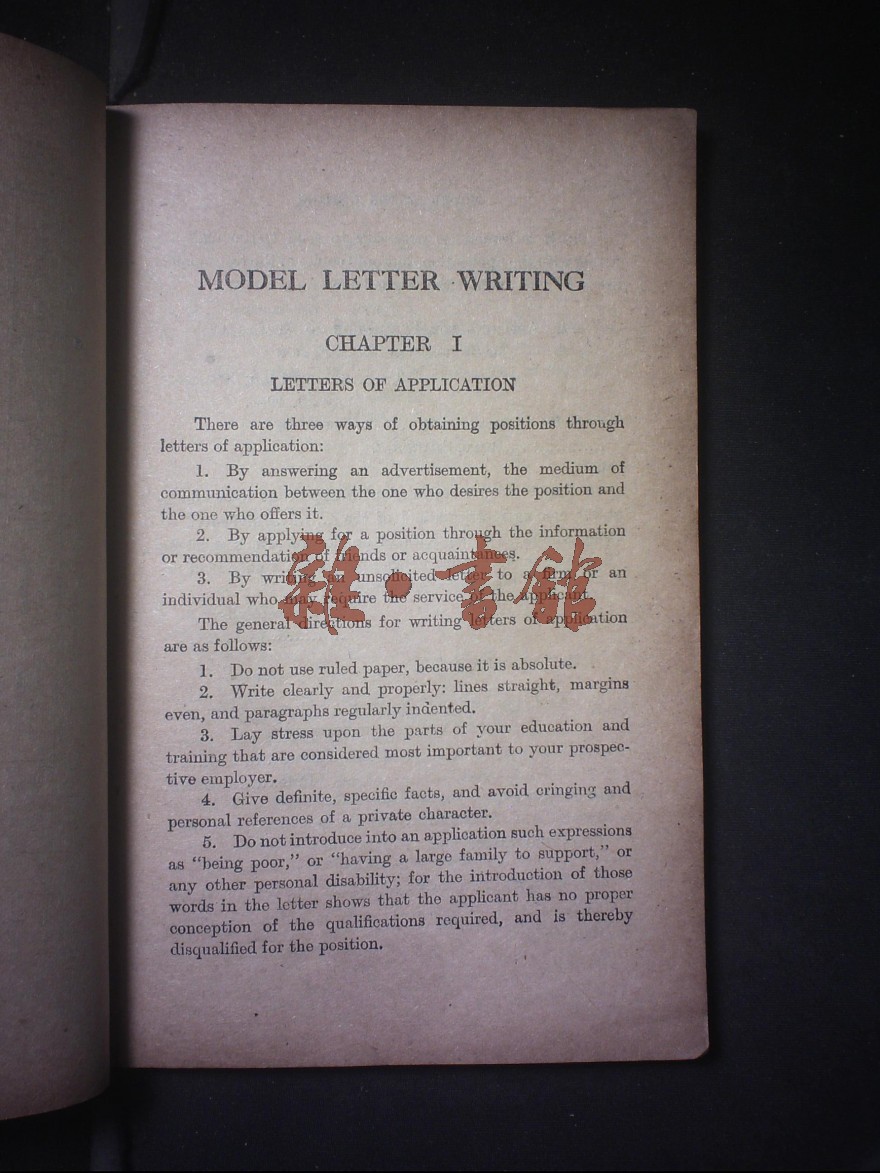 MODEL LETTER WRITING
CHAPTER I
LETTERS OF APPLICATION
There are three ways of obtaining positions through
letters of application:
1. By answering an advertisement, the medium of
communication between the one who desires the position and
the one who offers it.
2. By applying for a position through the information
or recommendation of friends or acquaintances.
3. By writing an unsolicited letter to a firm or an
individual who may require the service of the applicant.
The general directions for writing letters of application
are as follows:
1. Do not use ruled paper, because it is absolute.
2. Write clearly and properly: lines straight, margins
even, and paragraphs regularly indented.
3. Lay stress upon the parts of your education and
training that are considered most important to your prospec-
tive employer.
4. Give definite, specific facts, and avoid cringing and
personal references of a private character.
5. Do not introduce into an application such expressions
as “being poor,” or “having a large family to support,” or
any other personal disability; for the introduction of those
words in the letter shows that the applicant has no proper
conception of the qualifications required, and is thereby
disqualified for the position.
雜·書館